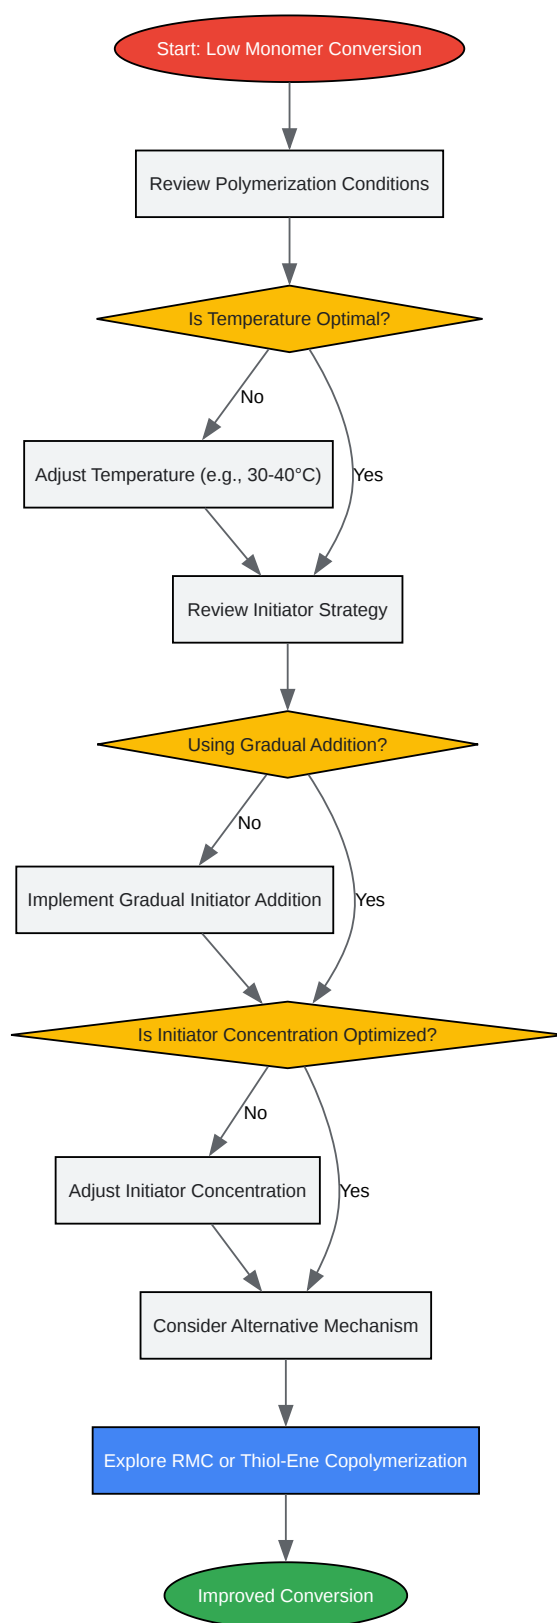 Start: Low Monomer Conversion
Review Polymerization Conditions
Is Temperature Optimal?
No
Adjust Temperature (e.g., 30-40°C)
Yes
Review Initiator Strategy
Using Gradual Addition?
No
Implement Gradual Initiator Addition
Yes
Is Initiator Concentration Optimized?
No
Adjust Initiator Concentration
Yes
Consider Alternative Mechanism
Explore RMC or Thiol-Ene Copolymerization
Improved Conversion